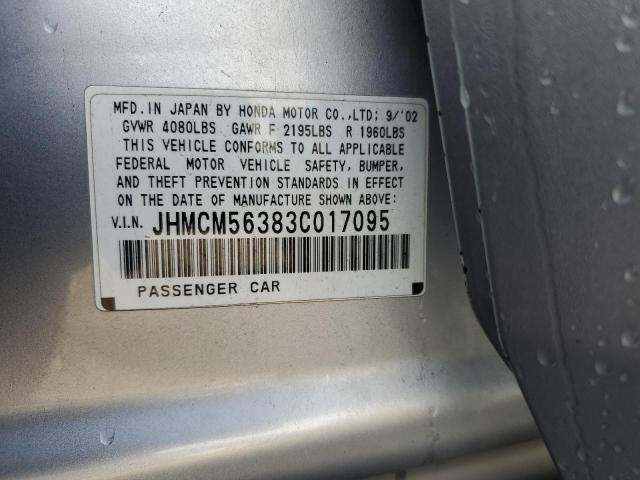 MFD. IN JAPAN BY HONDA MOTOR CO.,LTD; 9/'02
GVWR 4080LBS GAWR F 2195LBS R 1960LBS
THIS VEHICLE CONFORMS TO ALL APPLICABLE
FEDERAL MOTOR VEHICLE SAFETY, BUMPER,
AND THEFT PREVENTION STANDARDS IN EFFECT
ON THE DATE OF MANUFACTURE SHOWN ABOVE:
V.I.N. JHMCM56383C017095
PASSENGER CAR